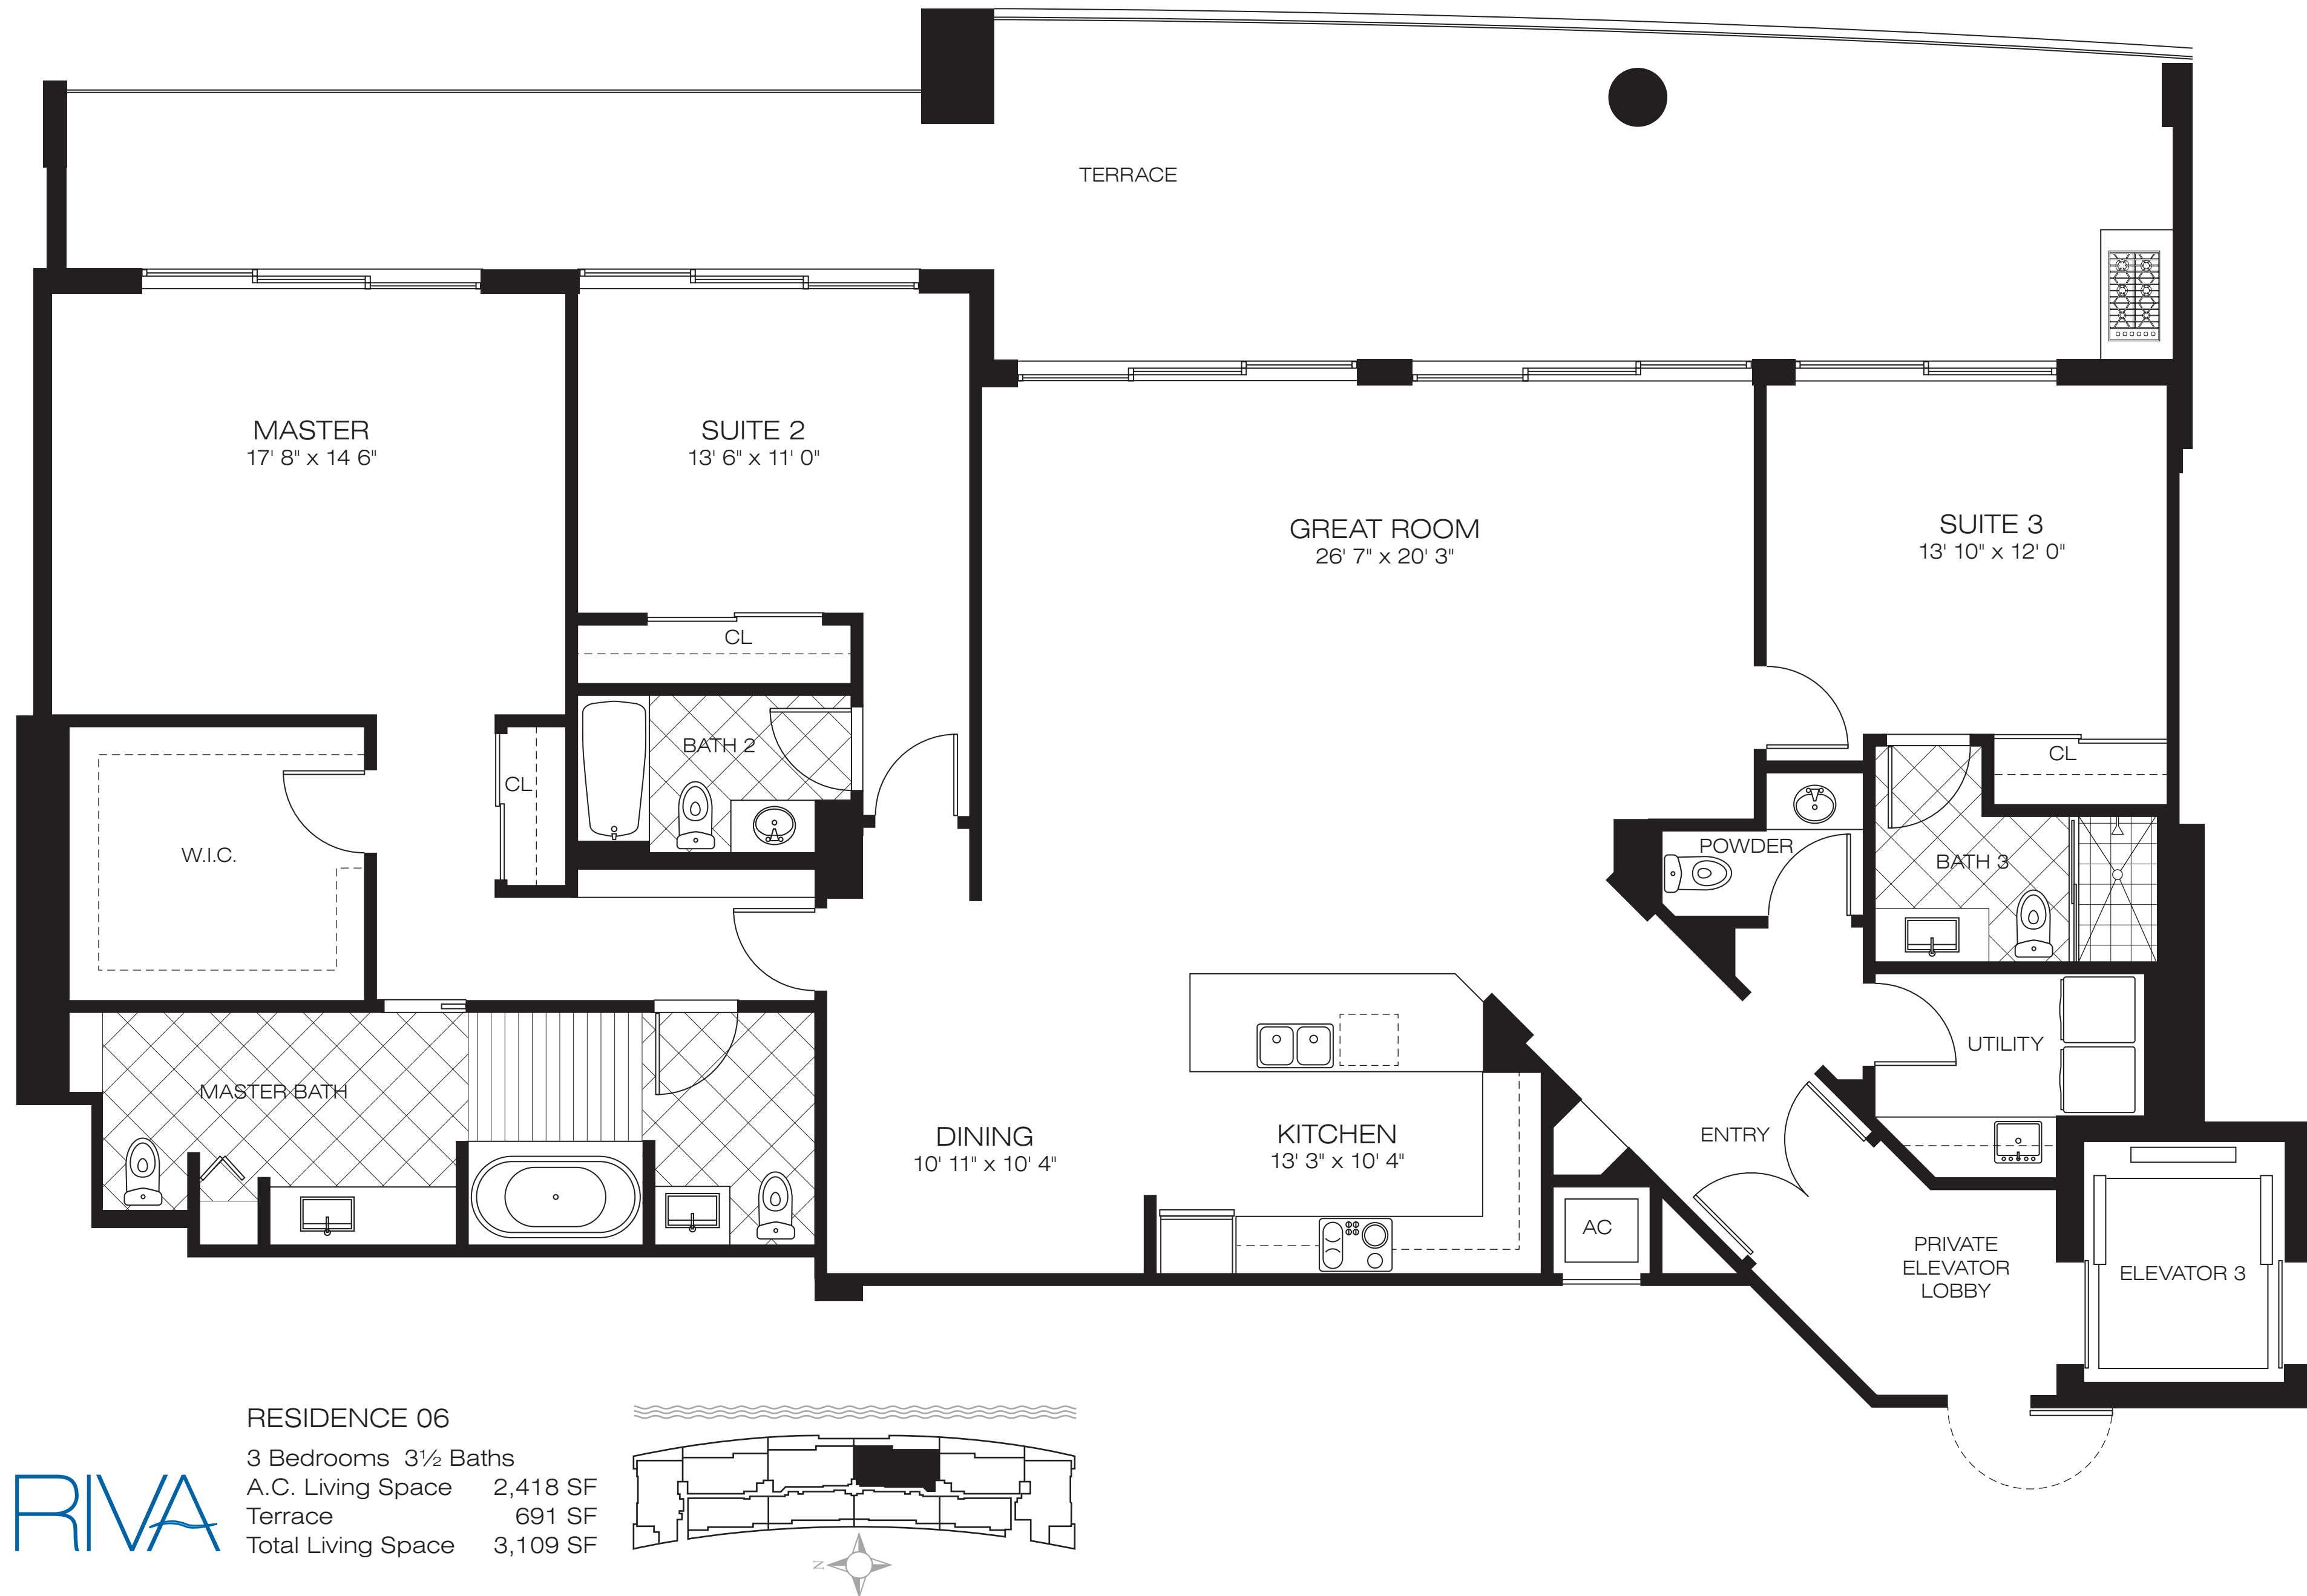 TERRACE
MASTER
17' 8" x 14 6"
SUITE 2
13' 6" x 11' 0"
GREAT ROOM
26' 7" x 20' 3"
SUITE 3
13' 10" x 12' 0"
CL
BATH 2
CL
CL
W.I.C.
POWDER
BATH 3
UTILITY
MASTER BATH
DINING
10' 11" x 10' 4"
KITCHEN
13' 3" x 10' 4"
ENTRY
AC
PRIVATE
ELEVATOR
LOBBY
ELEVATOR 3
RIVA
RESIDENCE 06
3 Bedrooms 3½ Baths
A.C. Living Space 2,418 SF
Terrace 691 SF
Total Living Space 3,109 SF
N